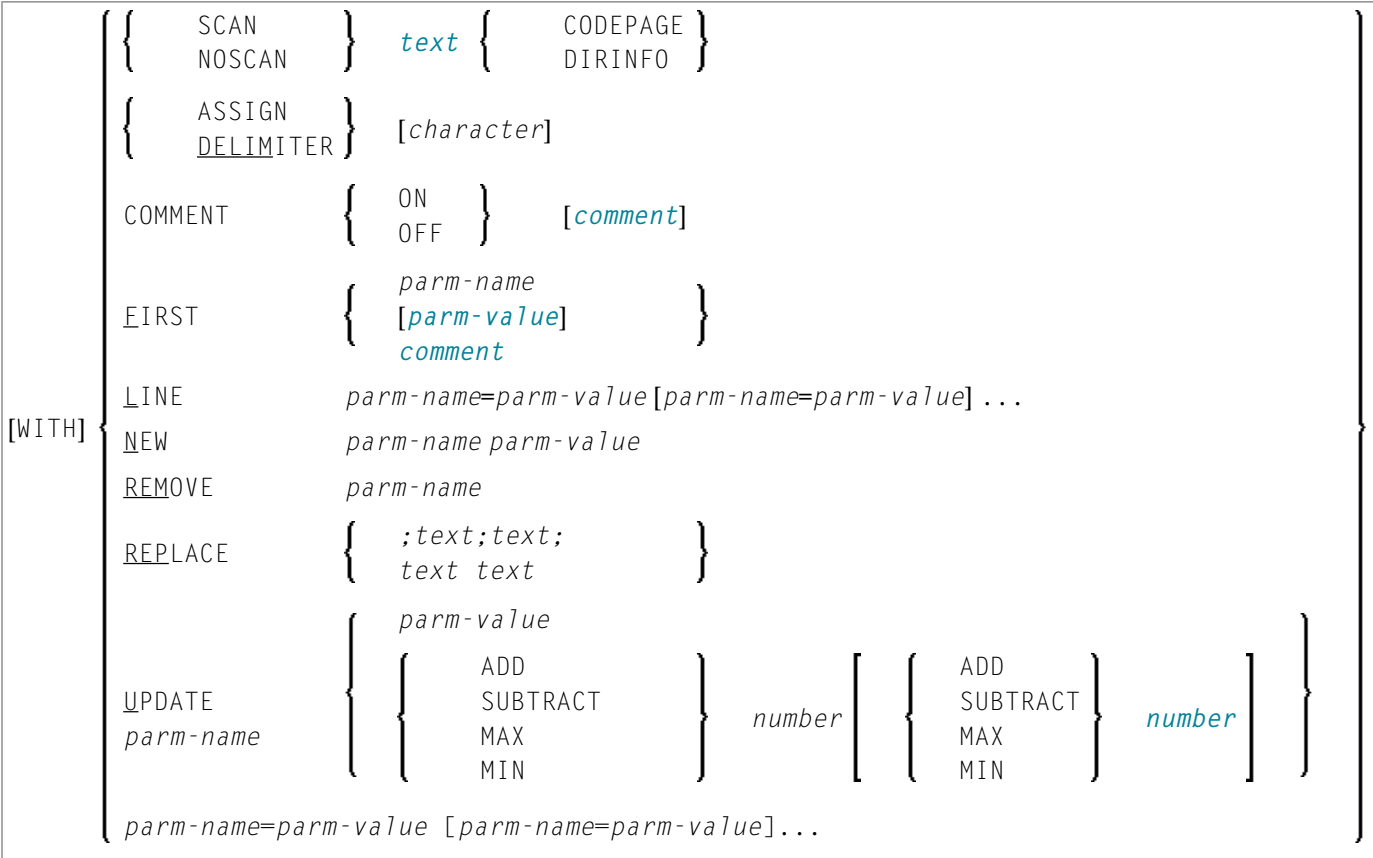 SCAN
NOSCAN
text
CODEPAGE
DIRINFO
ASSIGN
DELIMITER
[character]
COMMENT
ON
OFF
[comment]
FIRST
parm-name
[parm-value]
comment
LINE parm-name=parm-value [parm-name=parm-value] ...
[WITH]
NEW parm-name parm-value
REMOVE parm-name
REPLACE
;text;text;
text text
UPDATE
parm-name
parm-value
ADD
SUBTRACT
MAX
MIN
number
ADD
SUBTRACT
MAX
MIN
number
parm-name=parm-value [parm-name=parm-value]...